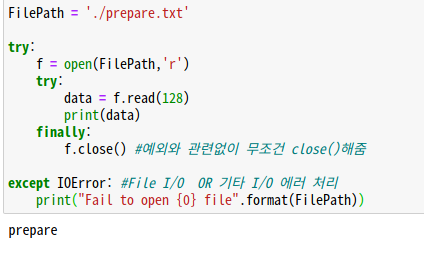 FilePath = './prepare.txt'
try:
f = open(FilePath,'r')
try:
data = f.read(128)
print(data)
finally:
f.close() #예외와 관련없이 무조건 close()해줌
except IOError: #File I/O OR 기타 I/O 에러 처리
print("Fail to open {0} file".format(FilePath))
prepare